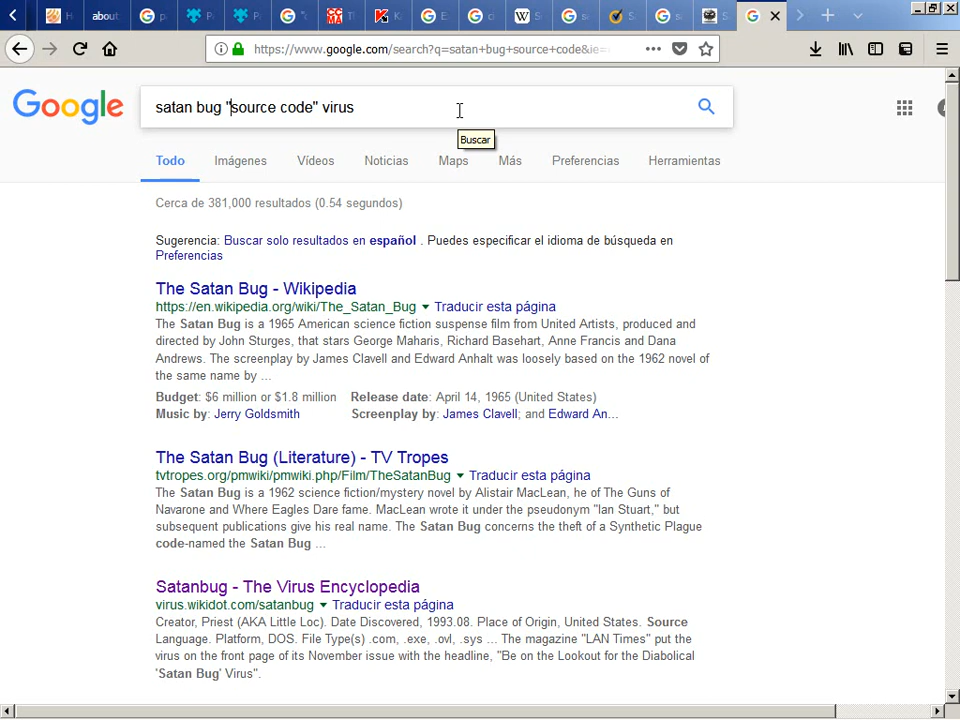 about
https://www.google.com/search?q=satan+bug+source+code&ie=
Google
satan bug "source code" virus
Buscar
Todo Imágenes Vídeos Noticias Maps Más Preferencias Herramientas
Cerca de 381,000 resultados (0.54 segundos)
Sugerencia: Buscar solo resultados en español . Puedes especificar el idioma de búsqueda en
Preferencias
The Satan Bug - Wikipedia
https://en.wikipedia.org/wiki/The_Satan_Bug Traducir esta página
The Satan Bug is a 1965 American science fiction suspense film from United Artists, produced and
directed by John Sturges, that stars George Maharis, Richard Basehart, Anne Francis and Dana
Andrews. The screenplay by James Clavell and Edward Anhalt was loosely based on the 1962 novel of
the same name by ...
Budget: $6 million or $1.8 million Release date: April 14, 1965 (United States)
Music by: Jerry Goldsmith Screenplay by: James Clavell; and Edward An...
The Satan Bug (Literature) - TV Tropes
tvtropes.org/pmwiki/pmwiki.php/Film/TheSatanBug Traducir esta página
The Satan Bug is a 1962 science fiction/mystery novel by Alistair MacLean, he of The Guns of
Navarone and Where Eagles Dare fame. MacLean wrote it under the pseudonym "Ian Stuart," but
subsequent publications give his real name. The Satan Bug concerns the theft of a Synthetic Plague
code-named the Satan Bug ...
Satanbug - The Virus Encyclopedia
virus.wikidot.com/satanbug Traducir esta página
Creator, Priest (AKA Little Loc). Date Discovered, 1993.08. Place of Origin, United States. Source
Language. Platform, DOS. File Type(s) .com, .exe, .ovl, .sys ... The magazine "LAN Times" put the
virus on the front page of its November issue with the headline, "Be on the Lookout for the Diabolical
'Satan Bug' Virus".